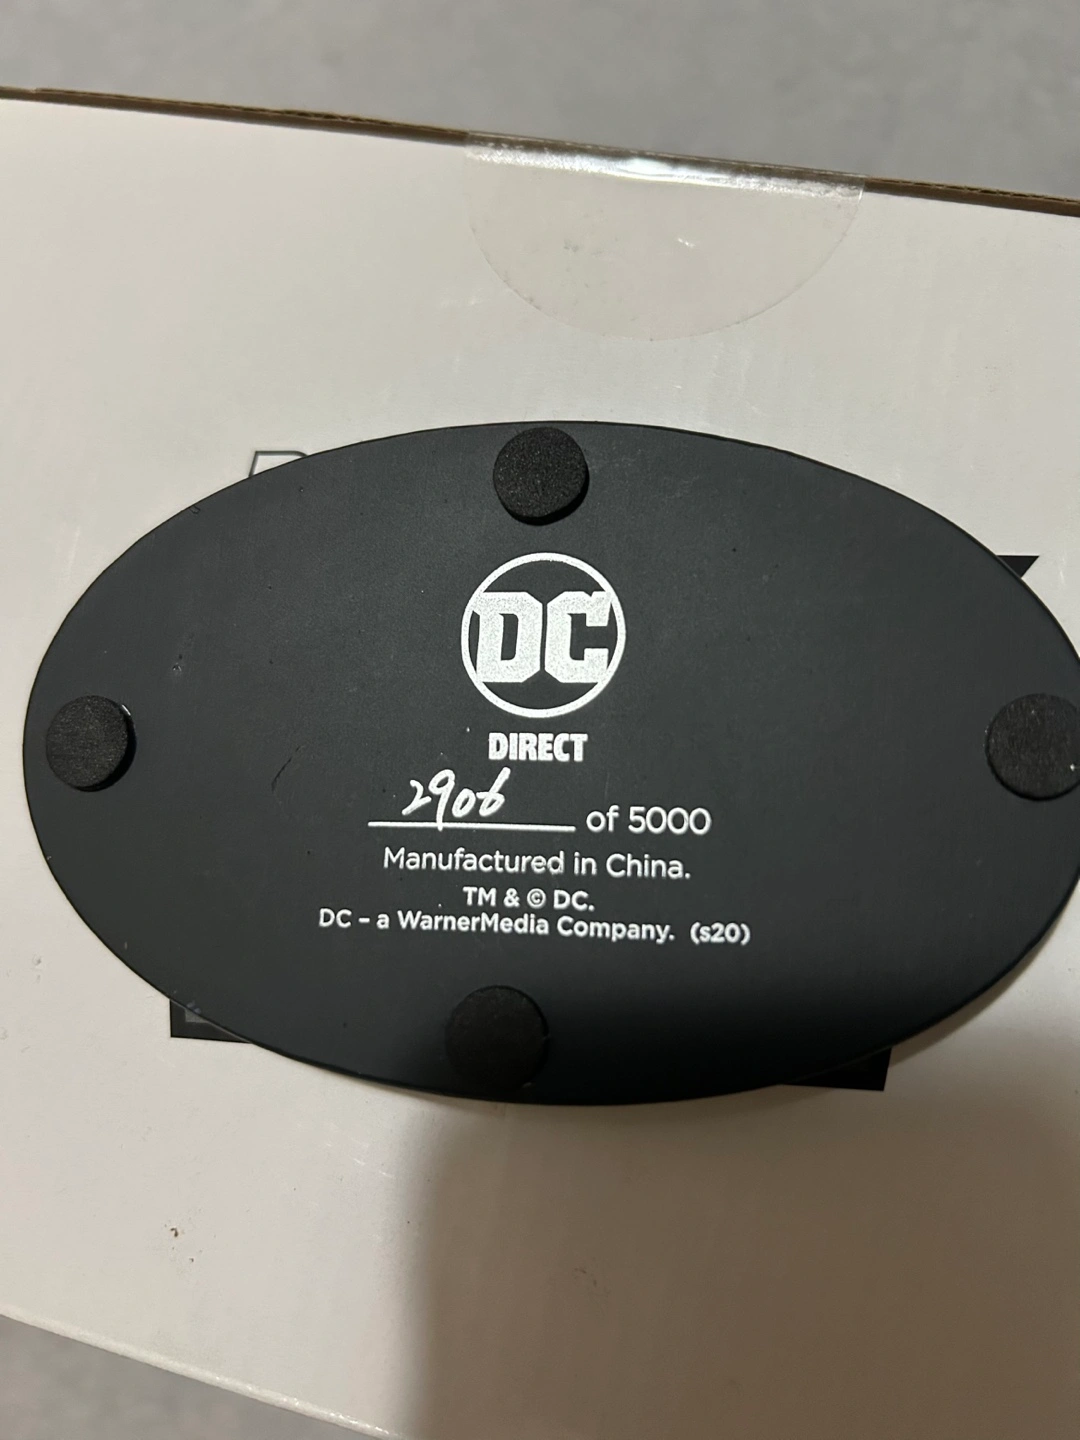 DC
DIRECT
2906 of 5000
Manufactured in China.
TM & © DC.
DC – a WarnerMedia Company. (s20)